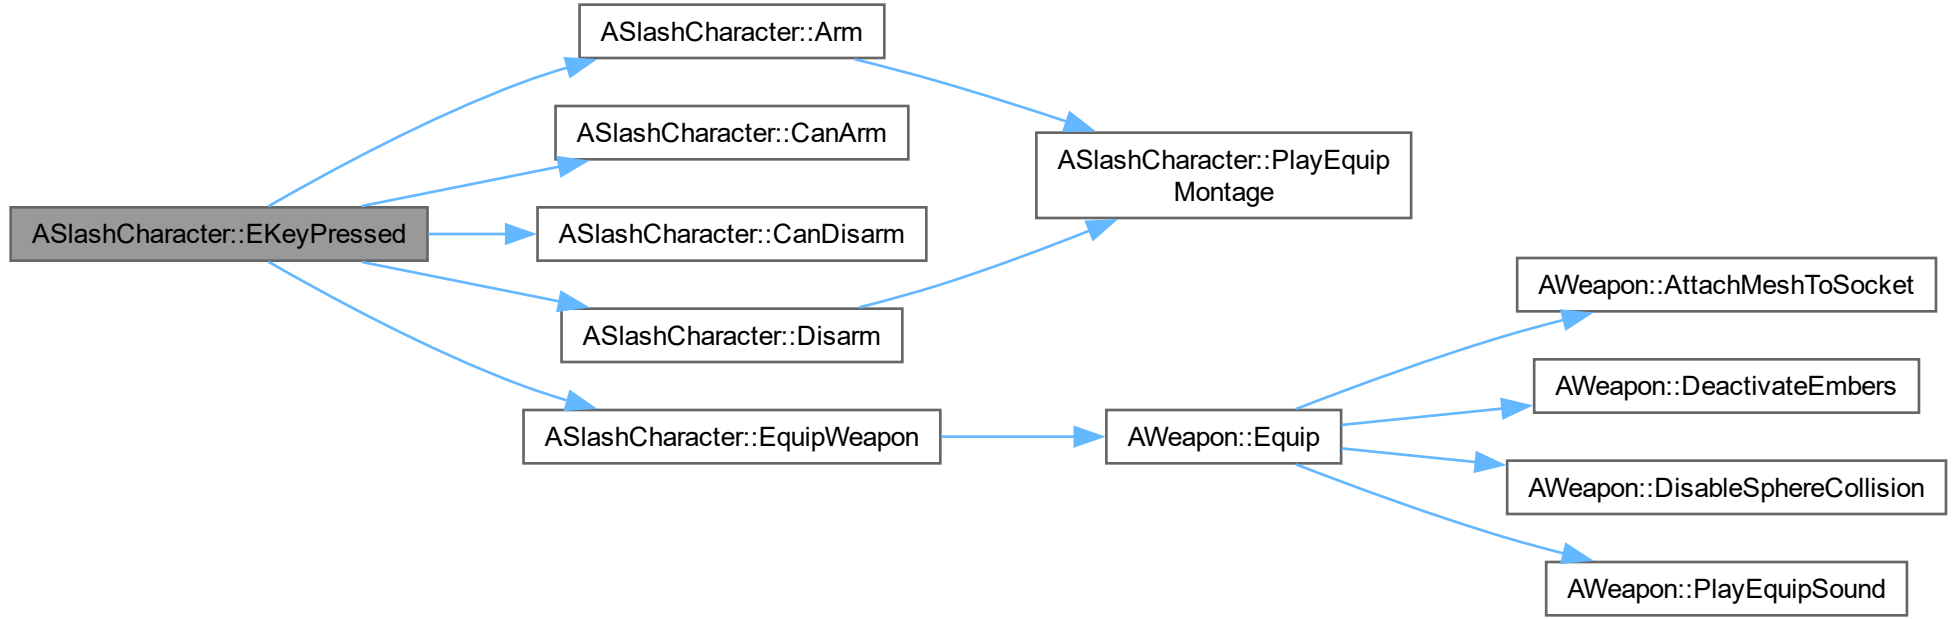 ASlashCharacter::EKeyPressed
ASlashCharacter::Arm
ASlashCharacter::CanArm
ASlashCharacter::CanDisarm
ASlashCharacter::Disarm
ASlashCharacter::EquipWeapon
ASlashCharacter::PlayEquip
Montage
AWeapon::Equip
AWeapon::AttachMeshToSocket
AWeapon::DeactivateEmbers
AWeapon::DisableSphereCollision
AWeapon::PlayEquipSound